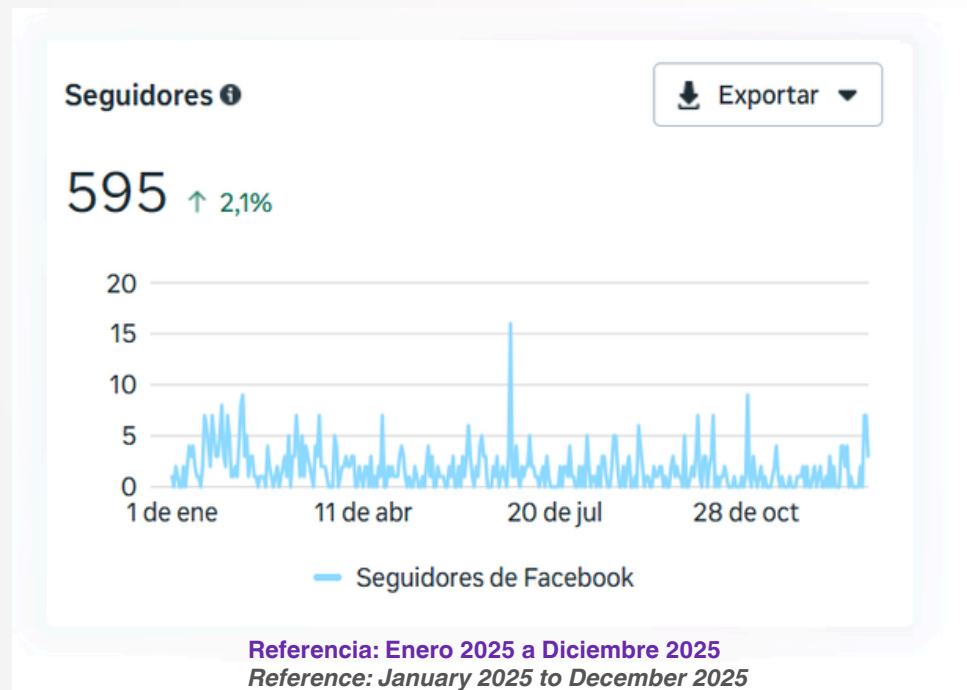 Seguidores
Exportar
595 ↑ 2,1%
20
15
10
5
0
1 de ene 11 de abr 20 de jul 28 de oct
Seguidores de Facebook
Referencia: Enero 2025 a Diciembre 2025
Reference: January 2025 to December 2025